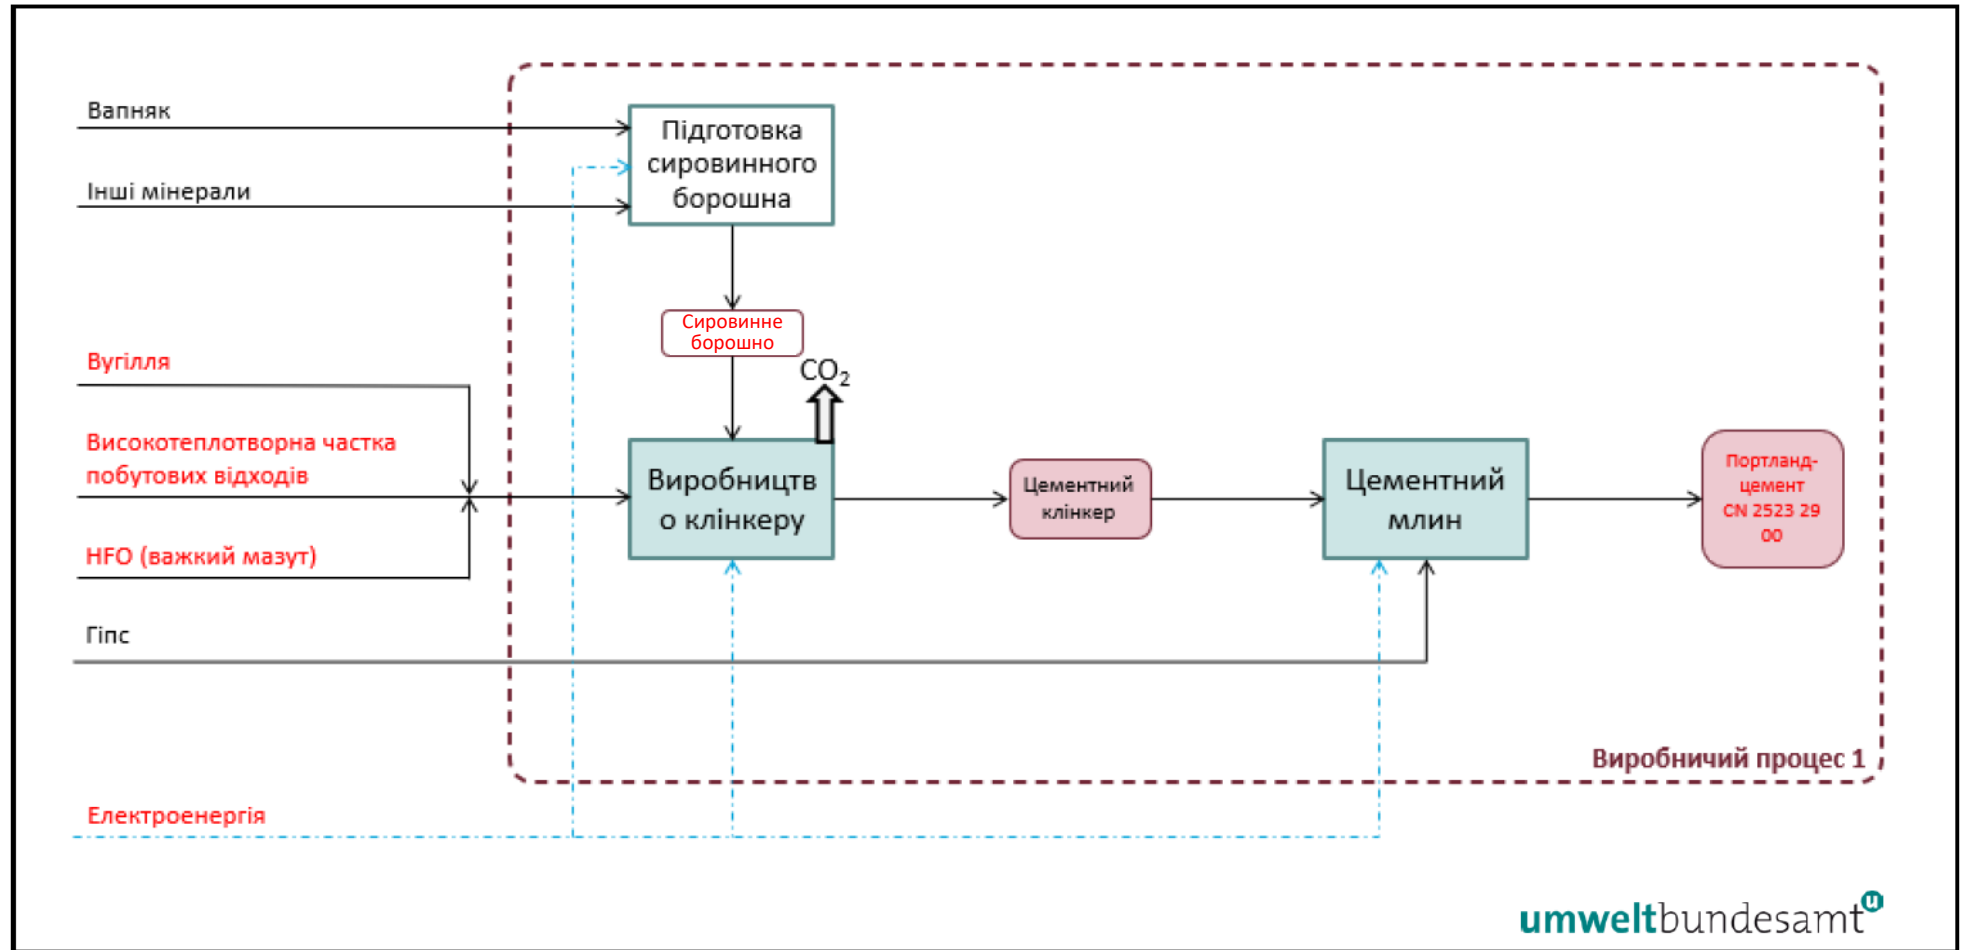 Вапняк
Підготовка
сировинного
борошна
Інші мінерали
Сировинне
борошно
Вугілля
CO₂
Високотеплотворна частка
побутових відходів
Виробництв
о клінкеру
Цементний
клінкер
Цементний
млин
Портланд-
цемент
CN 2523 29
00
HFO (важкий мазут)
Гіпс
Виробничий процес 1
Електроенергія
umweltbundesamt
u